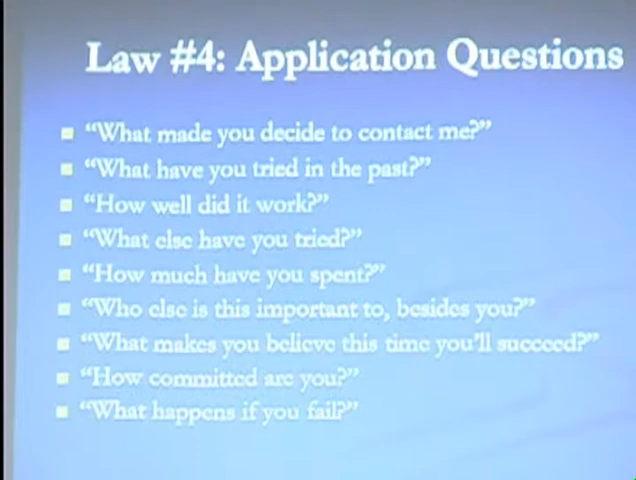 Law #4: Application Questions
“What made you decide to contact me?”
“What have you tried in the past?”
“How well did it work?”
“What else have you tried?”
“How much have you spent?”
“Who else is this important to, besides you?”
“What makes you believe this time you’ll succeed?”
“How committed are you?”
“What happens if you fail?”